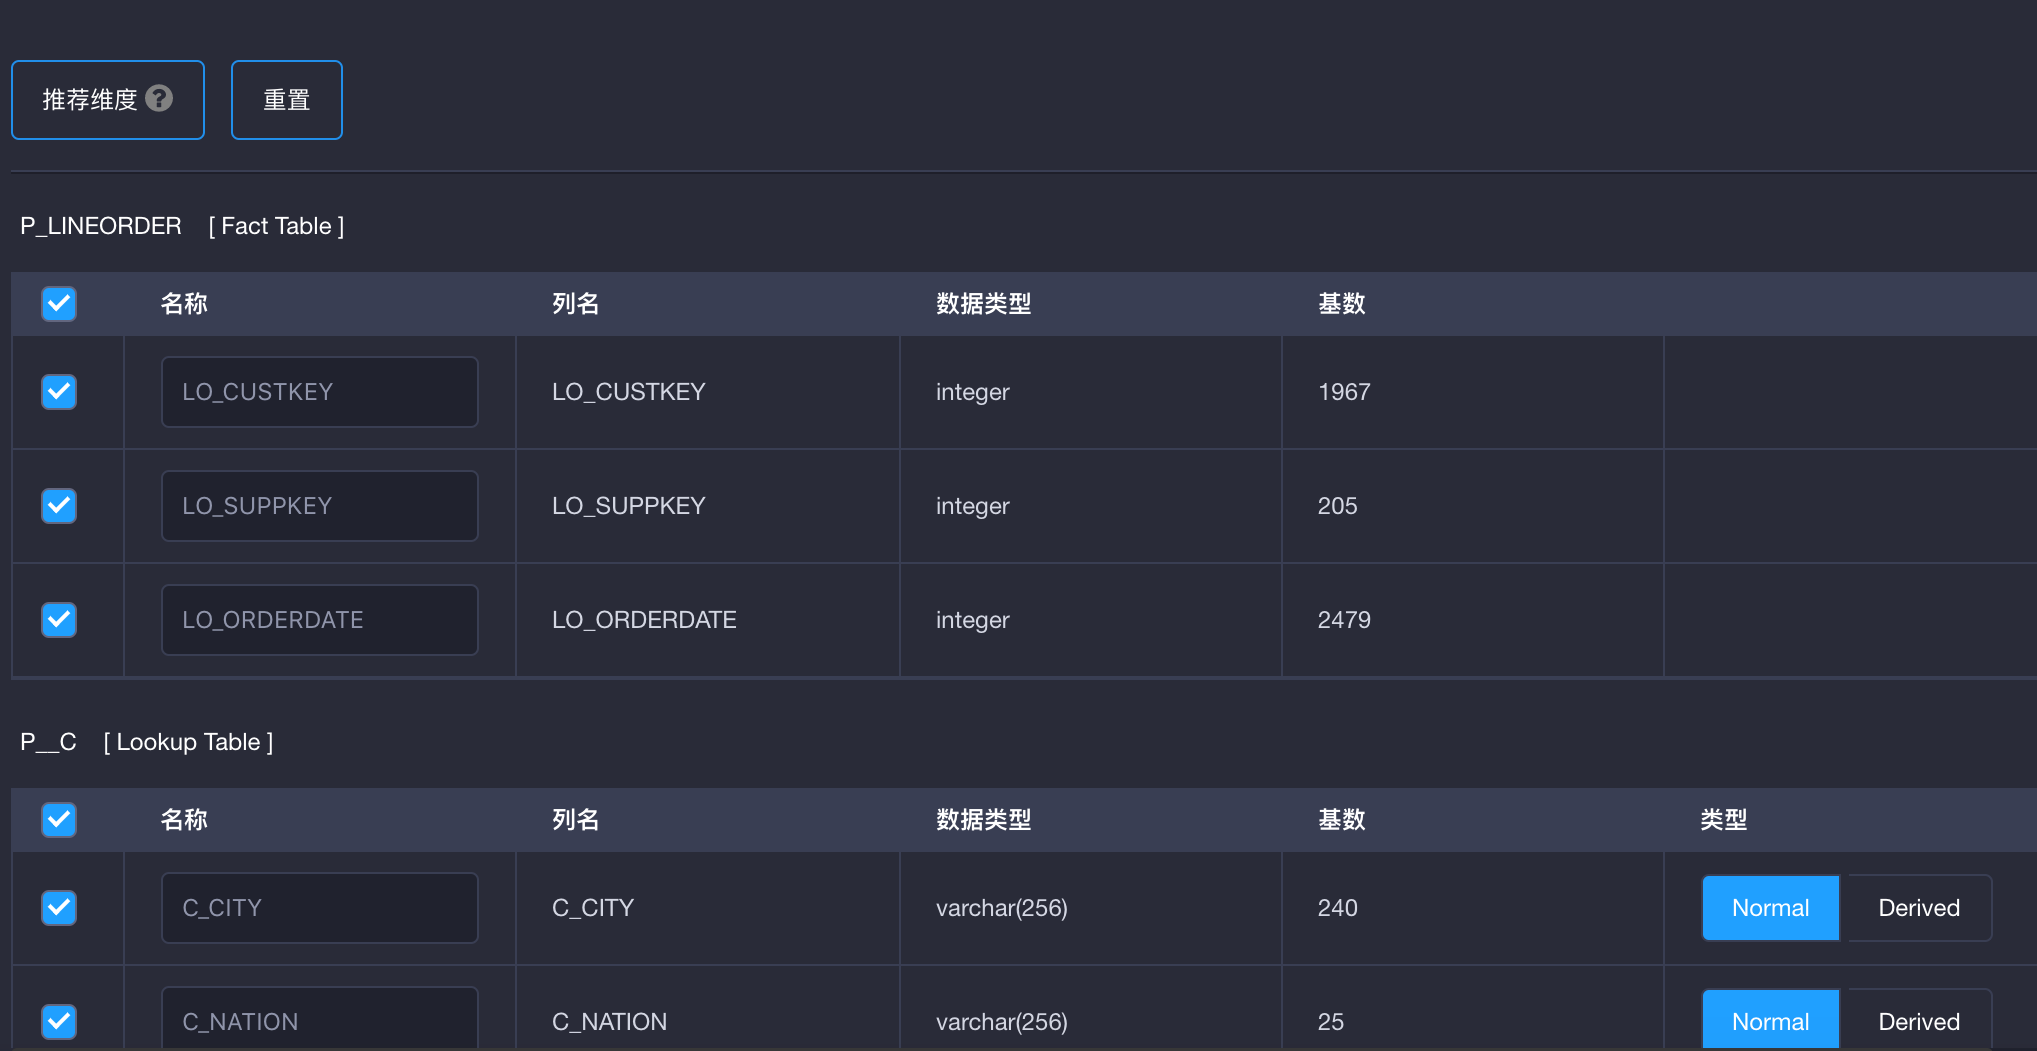 推荐维度 ? 重置
P_LINEORDER [ Fact Table ]
名称 列名 数据类型 基数
LO_CUSTKEY LO_CUSTKEY integer 1967
LO_SUPPKEY LO_SUPPKEY integer 205
LO_ORDERDATE LO_ORDERDATE integer 2479
P__C [ Lookup Table ]
名称 列名 数据类型 基数 类型
C_CITY C_CITY varchar(256) 240 Normal Derived
C_NATION C_NATION varchar(256) 25 Normal Derived